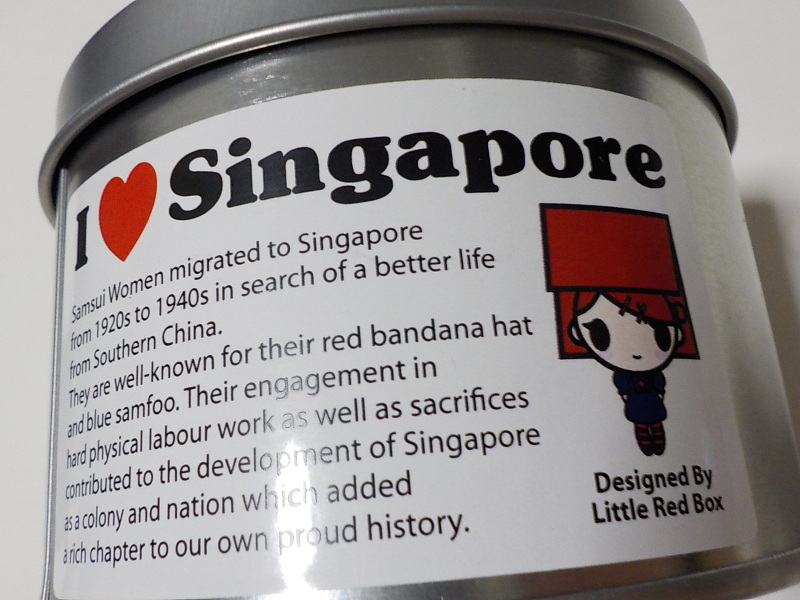 I ♥ Singapore
Samsui Women migrated to Singapore
from 1920s to 1940s in search of a better life
from Southern China.
They are well-known for their red bandana hat
and blue samfoo. Their engagement in
hard physical labour work as well as sacrifices
contributed to the development of Singapore
as a colony and nation which added
a rich chapter to our own proud history.
Designed By
Little Red Box